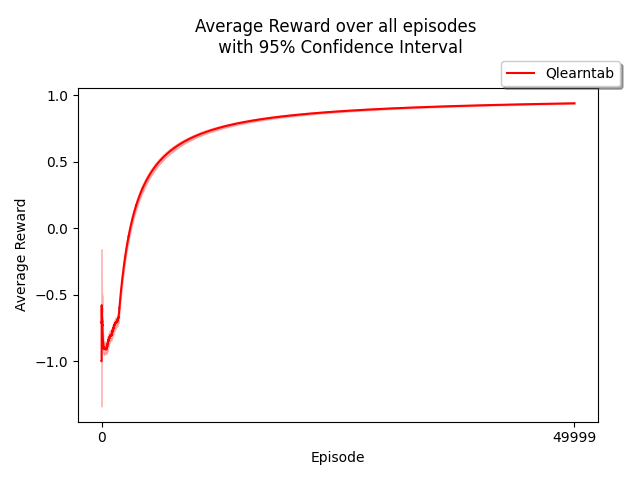 Average Reward over all episodes
with 95% Confidence Interval
Qlearntab
1.0
0.5
0.0
−0.5
−1.0
Average Reward
0
49999
Episode